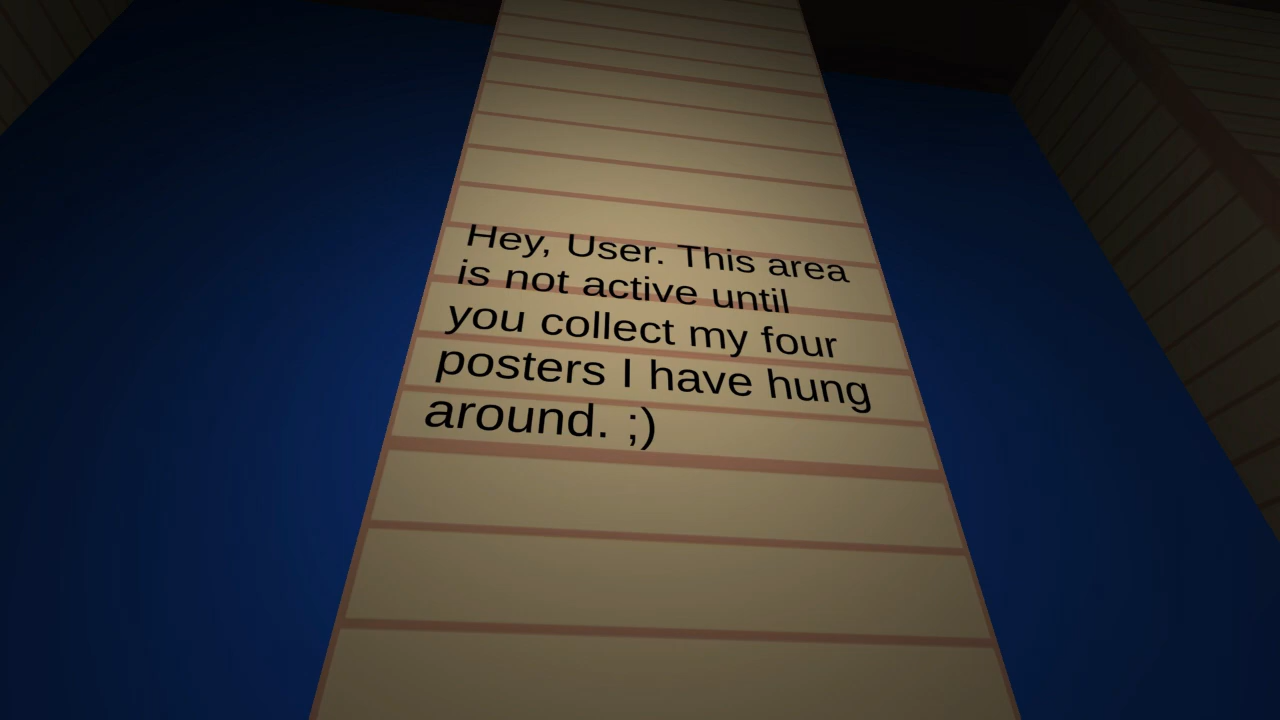 Hey, User. This area
is not active until
you collect my four
posters I have hung
around. ;)